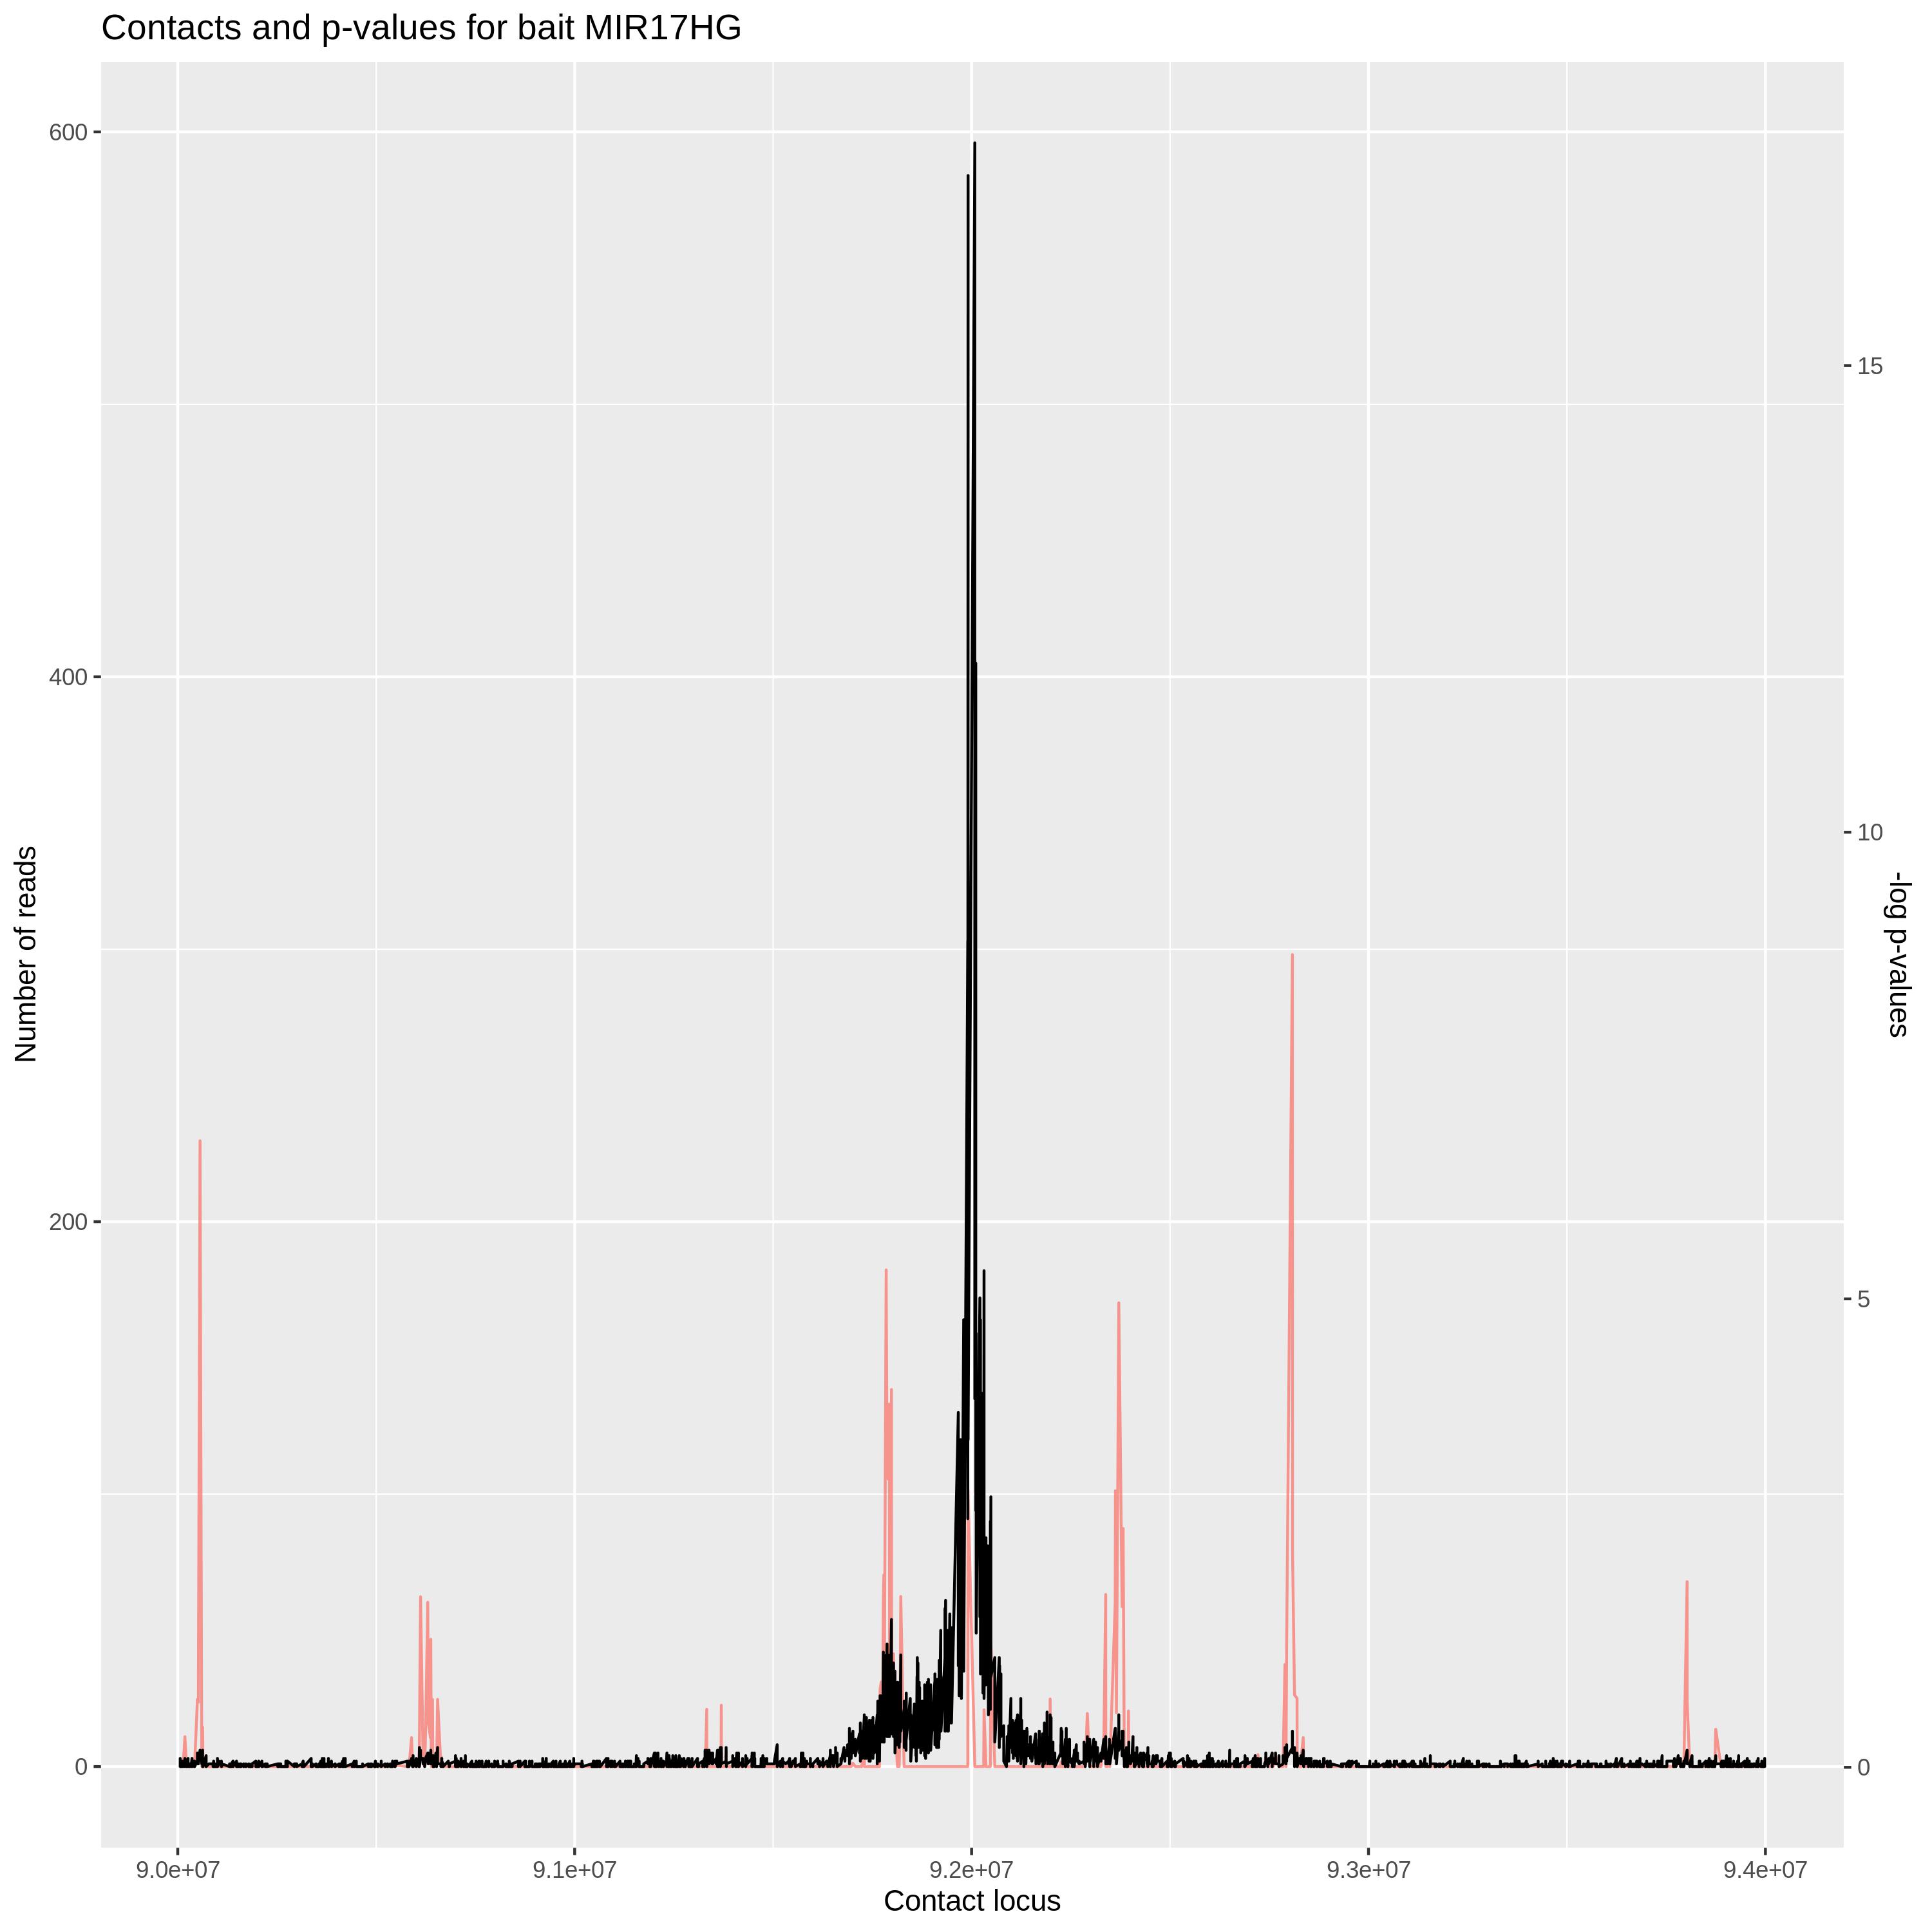 Contacts and p-values for bait MIR17HG
600
400
200
0
Number of reads
15
10
5
0
-log p-values
9.0e+07
9.1e+07
9.2e+07
9.3e+07
9.4e+07
Contact locus